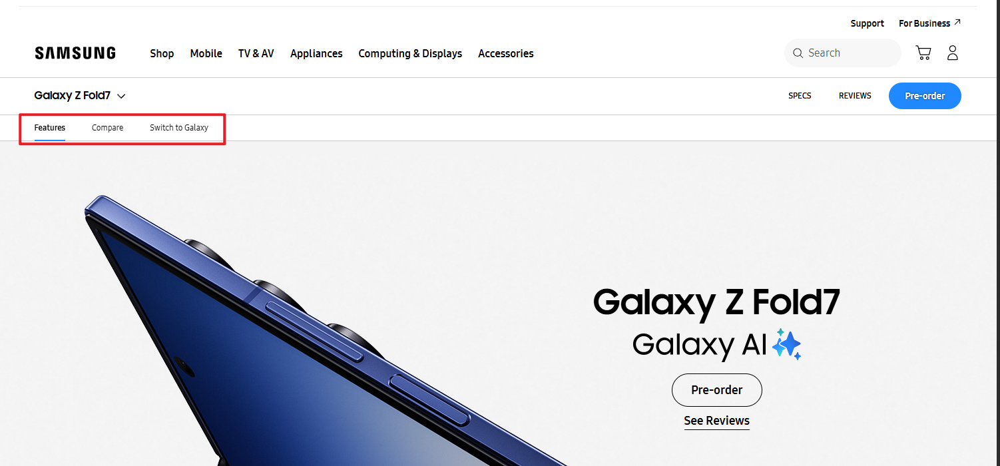 Support For Business
SAMSUNG Shop Mobile TV & AV Appliances Computing & Displays Accessories Search
Galaxy Z Fold7 SPECS REVIEWS Pre-order
Features Compare Switch to Galaxy
Galaxy Z Fold7
Galaxy AI
Pre-order
See Reviews